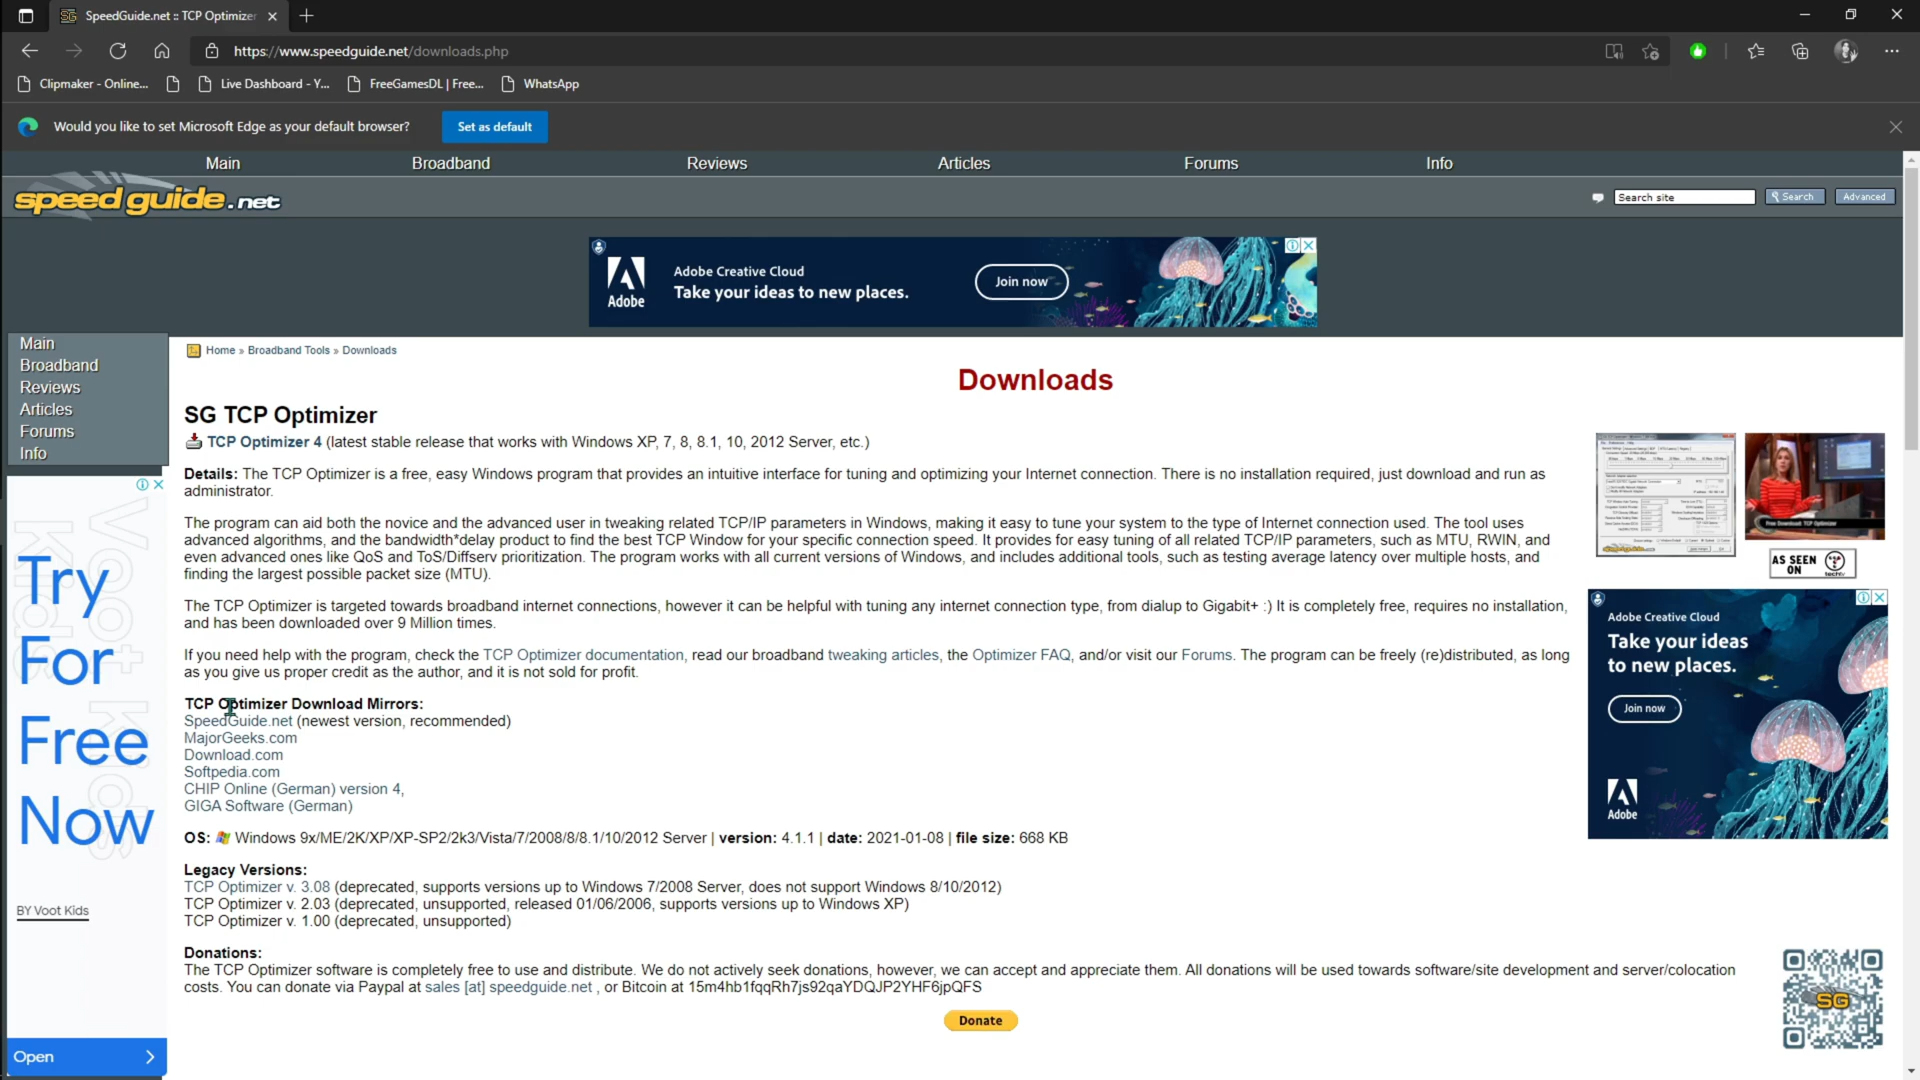 SpeedGuide.net :: TCP Optimizer
https://www.speedguide.net/downloads.php
Clipmaker - Online...
Live Dashboard - Y...
FreeGamesDL | Free...
WhatsApp
Would you like to set Microsoft Edge as your default browser?
Set as default
Main
Broadband
Reviews
Articles
Forums
Info
speed guide.net
Search site
Search
Advanced
Adobe
Adobe Creative Cloud
Take your ideas to new places.
Join now
Main
Broadband
Reviews
Articles
Forums
Info
Home » Broadband Tools » Downloads
Downloads
SG TCP Optimizer
TCP Optimizer 4 (latest stable release that works with Windows XP, 7, 8, 8.1, 10, 2012 Server, etc.)
Details: The TCP Optimizer is a free, easy Windows program that provides an intuitive interface for tuning and optimizing your Internet connection. There is no installation required, just download and run as
administrator.
The program can aid both the novice and the advanced user in tweaking related TCP/IP parameters in Windows, making it easy to tune your system to the type of Internet connection used. The tool uses
advanced algorithms, and the bandwidth*delay product to find the best TCP Window for your specific connection speed. It provides for easy tuning of all related TCP/IP parameters, such as MTU, RWIN, and
even advanced ones like QoS and ToS/Diffserv prioritization. The program works with all current versions of Windows, and includes additional tools, such as testing average latency over multiple hosts, and
finding the largest possible packet size (MTU).
The TCP Optimizer is targeted towards broadband internet connections, however it can be helpful with tuning any internet connection type, from dialup to Gigabit+ :) It is completely free, requires no installation,
and has been downloaded over 9 Million times.
If you need help with the program, check the TCP Optimizer documentation, read our broadband tweaking articles, the Optimizer FAQ, and/or visit our Forums. The program can be freely (re)distributed, as long
as you give us proper credit as the author, and it is not sold for profit.
TCP Optimizer Download Mirrors:
SpeedGuide.net (newest version, recommended)
MajorGeeks.com
Download.com
Softpedia.com
CHIP Online (German) version 4,
GIGA Software (German)
OS: Windows 9x/ME/2K/XP/XP-SP2/2k3/Vista/7/2008/8/8.1/10/2012 Server | version: 4.1.1 | date: 2021-01-08 | file size: 668 KB
Legacy Versions:
TCP Optimizer v. 3.08 (deprecated, supports versions up to Windows 7/2008 Server, does not support Windows 8/10/2012)
TCP Optimizer v. 2.03 (deprecated, unsupported, released 01/06/2006, supports versions up to Windows XP)
TCP Optimizer v. 1.00 (deprecated, unsupported)
Donations:
The TCP Optimizer software is completely free to use and distribute. We do not actively seek donations, however, we can accept and appreciate them. All donations will be used towards software/site development and server/colocation
costs. You can donate via Paypal at sales [at] speedguide.net , or Bitcoin at 15m4hb1fqqRh7js92qaYDQJP2YHF6jpQFS
Donate
Free Download: TCP Optimizer
AS SEEN
ON
techtv
Adobe Creative Cloud
Take your ideas
to new places.
Join now
Adobe
SG
Voot Kids
Voot Kids
Try
For
Free
Now
BY Voot Kids
Open